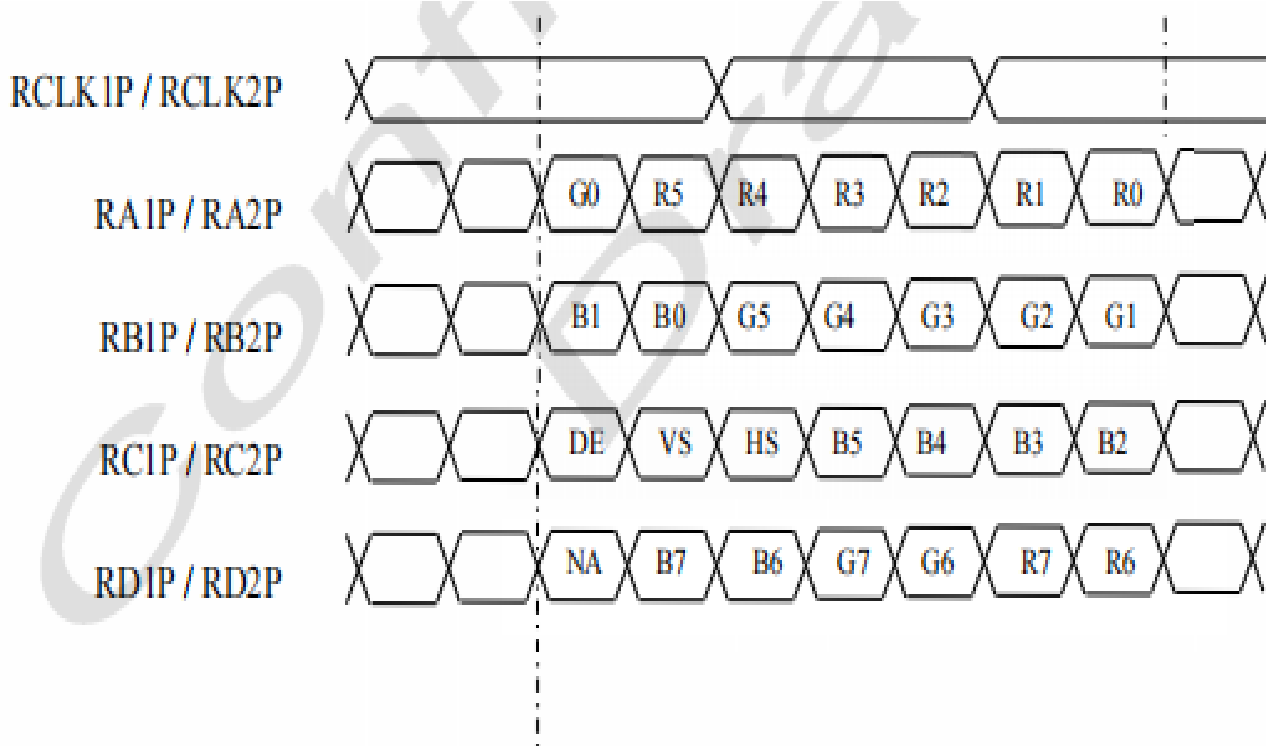 RCLK1P / RCLK2P
RA1P / RA2P
G0 R5 R4 R3 R2 R1 R0
RB1P / RB2P
B1 B0 G5 G4 G3 G2 G1
RC1P / RC2P
DE VS HS B5 B4 B3 B2
RD1P / RD2P
NA B7 B6 G7 G6 R7 R6